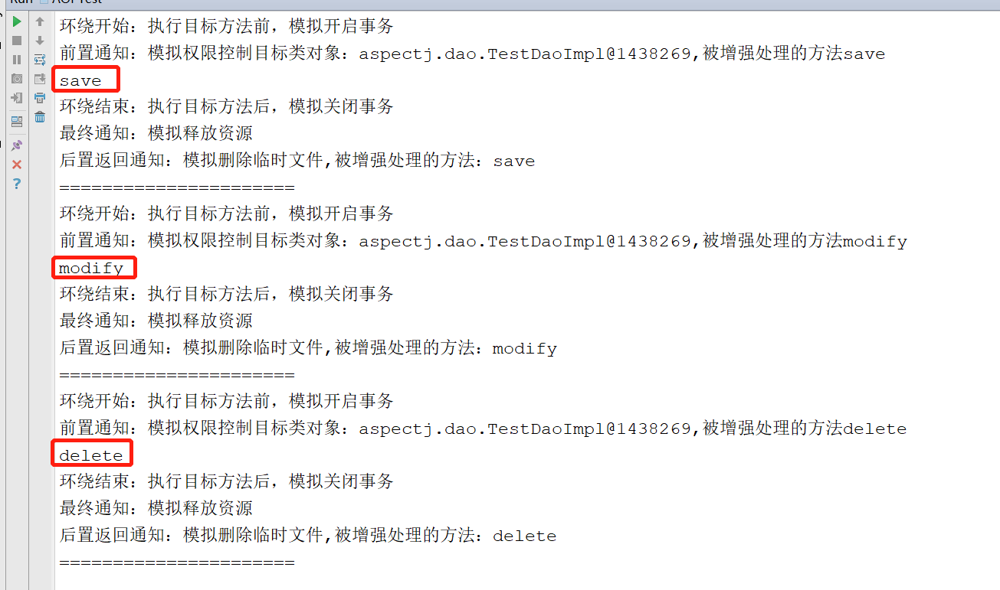 环绕开始：执行目标方法前，模拟开启事务
前置通知：模拟权限控制目标类对象：aspectj.dao.TestDaoImpl@1438269,被增强处理的方法save
save
环绕结束：执行目标方法后，模拟关闭事务
最终通知：模拟释放资源
后置返回通知：模拟删除临时文件,被增强处理的方法：save
======================
环绕开始：执行目标方法前，模拟开启事务
前置通知：模拟权限控制目标类对象：aspectj.dao.TestDaoImpl@1438269,被增强处理的方法modify
modify
环绕结束：执行目标方法后，模拟关闭事务
最终通知：模拟释放资源
后置返回通知：模拟删除临时文件,被增强处理的方法：modify
======================
环绕开始：执行目标方法前，模拟开启事务
前置通知：模拟权限控制目标类对象：aspectj.dao.TestDaoImpl@1438269,被增强处理的方法delete
delete
环绕结束：执行目标方法后，模拟关闭事务
最终通知：模拟释放资源
后置返回通知：模拟删除临时文件,被增强处理的方法：delete
======================